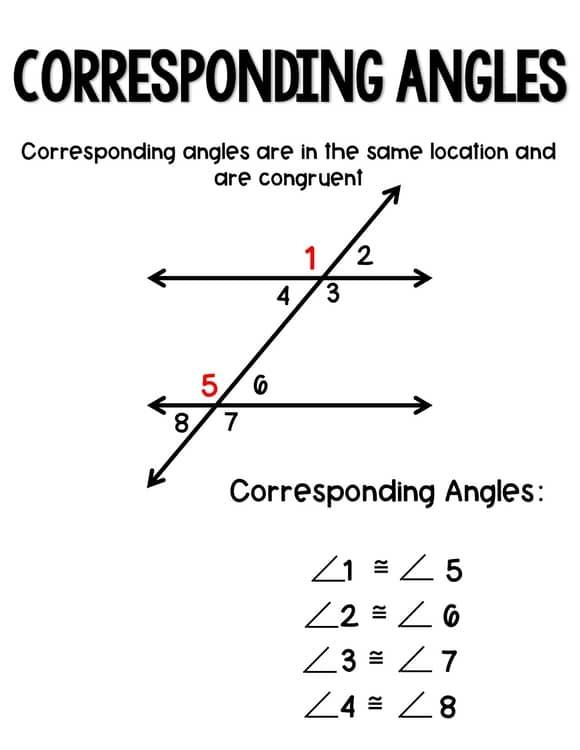 CORRESPONDING ANGLES
Corresponding angles are in the same location and
are congruent
1 2
4 3
5 6
8 7
Corresponding Angles:
∠1 ≅ ∠ 5
∠2 ≅ ∠ 6
∠3 ≅ ∠ 7
∠4 ≅ ∠ 8